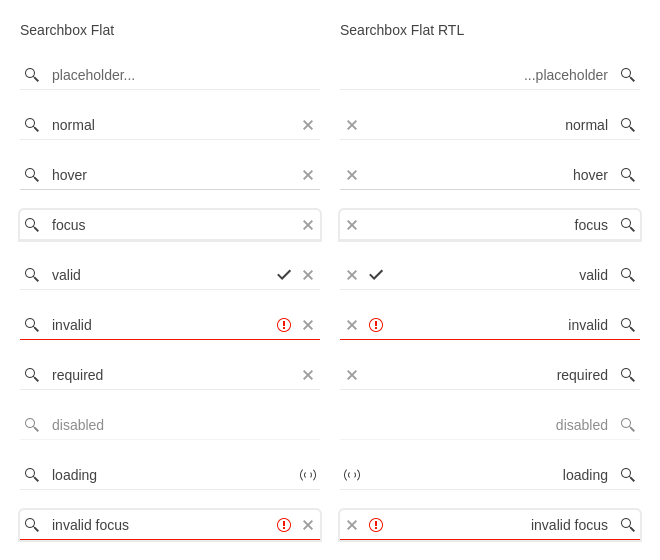 Searchbox Flat
placeholder...
normal
hover
focus
valid
invalid
required
disabled
loading
invalid focus
Searchbox Flat RTL
...placeholder
normal
hover
focus
valid
invalid
required
disabled
loading
invalid focus